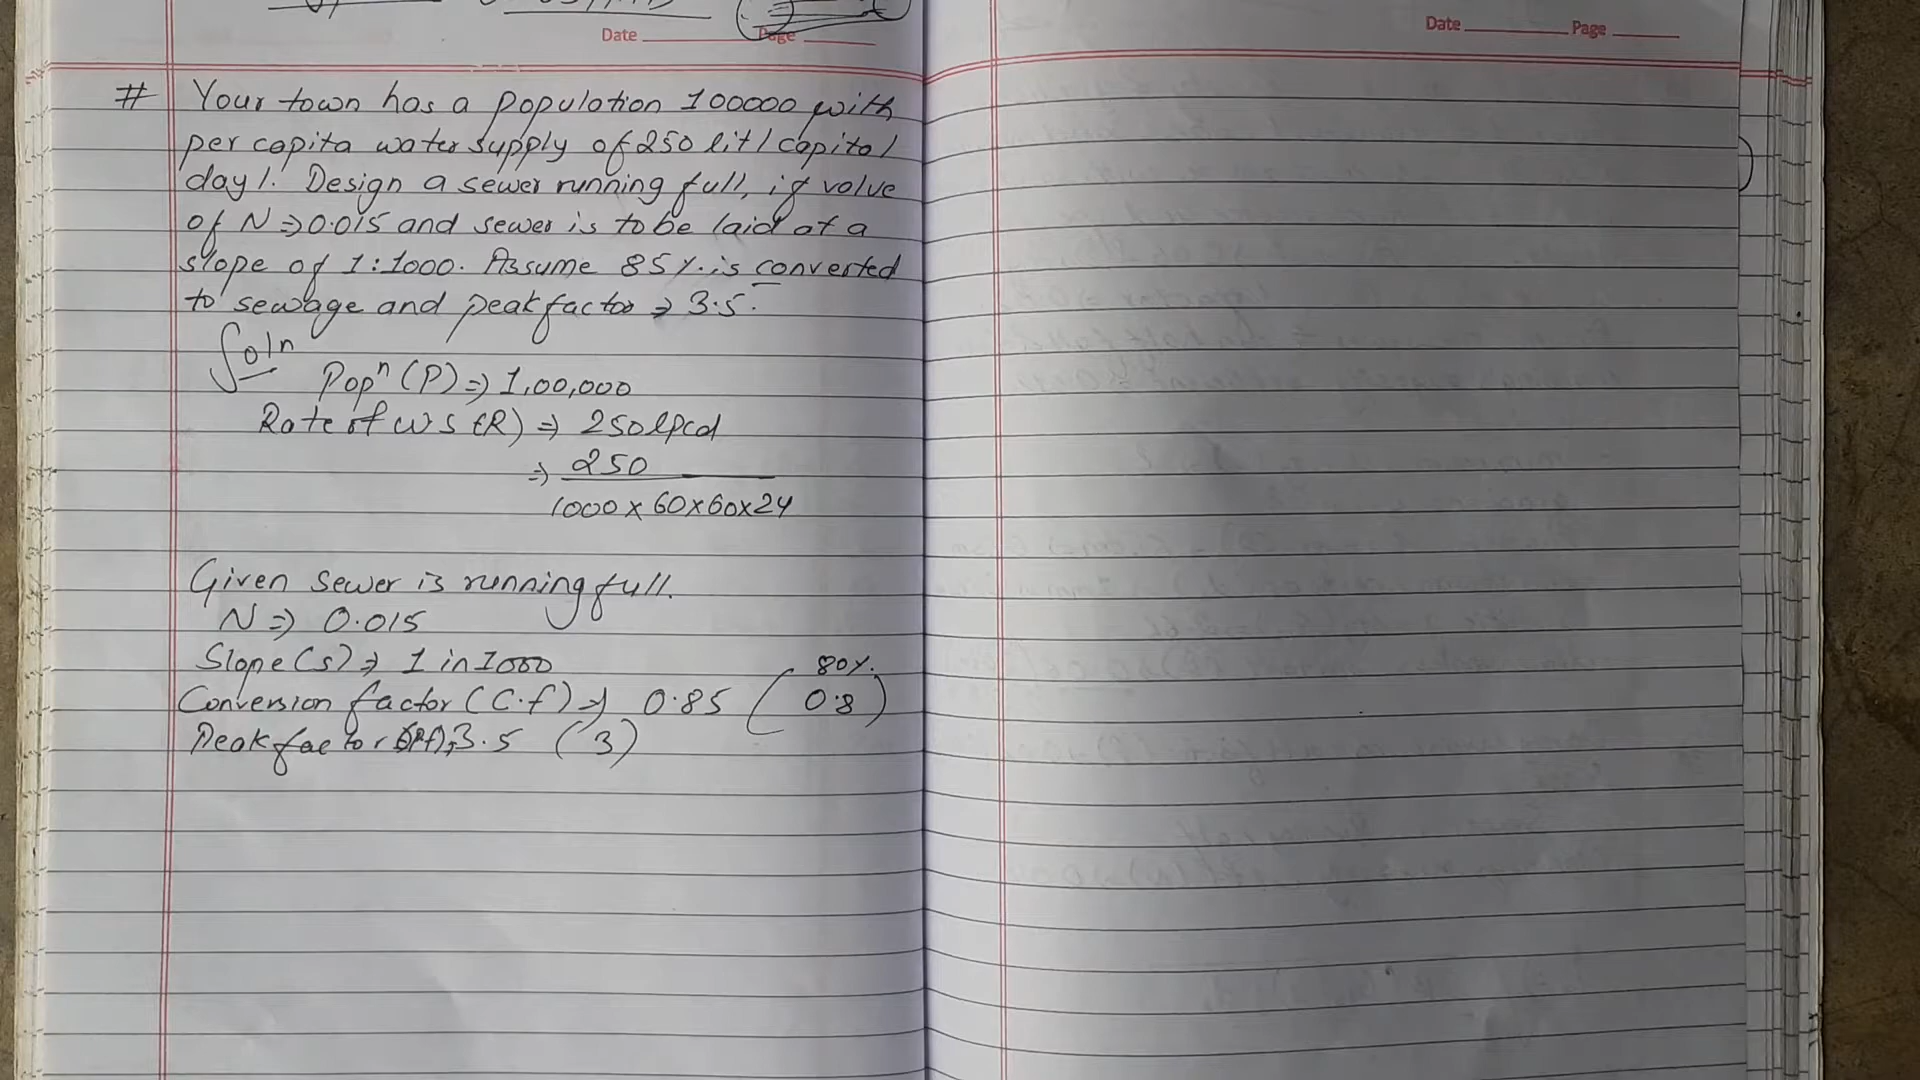 Date Page
Date Page
# Your town has a population 100000 with
per capita water supply of 250 lit/capita/
day/. Design a sewer running full, if value
of N ⇒ 0.015 and sewer is to be laid at a
slope of 1:1000. Assume 85%. is converted
to sewage and peak factor ⇒ 3.5.
Soln
Popⁿ (P) ⇒ 1,00,000
Rate of WS (R) ⇒ 250 lpcd
⇒ 250
1000 x 60x60x24
Given Sewer is running full.
N ⇒ 0.015
Slope (s) ⇒ 1 in 1000
80%.
Conversion factor (C.f) ⇒ 0.85 ( 0.8 )
Peak factor 3.5 (3)